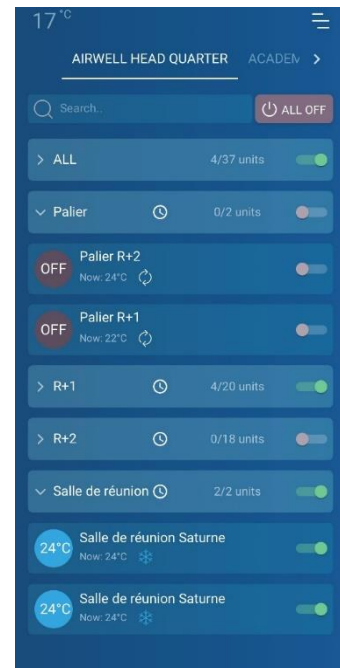 17°C
AIRWELL HEAD QUARTER ACADEM
Search..
ALL OFF
ALL 4/37 units
Palier 0/2 units
OFF Palier R+2
Now: 24°C
OFF Palier R+1
Now: 22°C
R+1 4/20 units
R+2 0/18 units
Salle de réunion 2/2 units
24°C Salle de réunion Saturne
Now: 24°C
24°C Salle de réunion Saturne
Now: 24°C